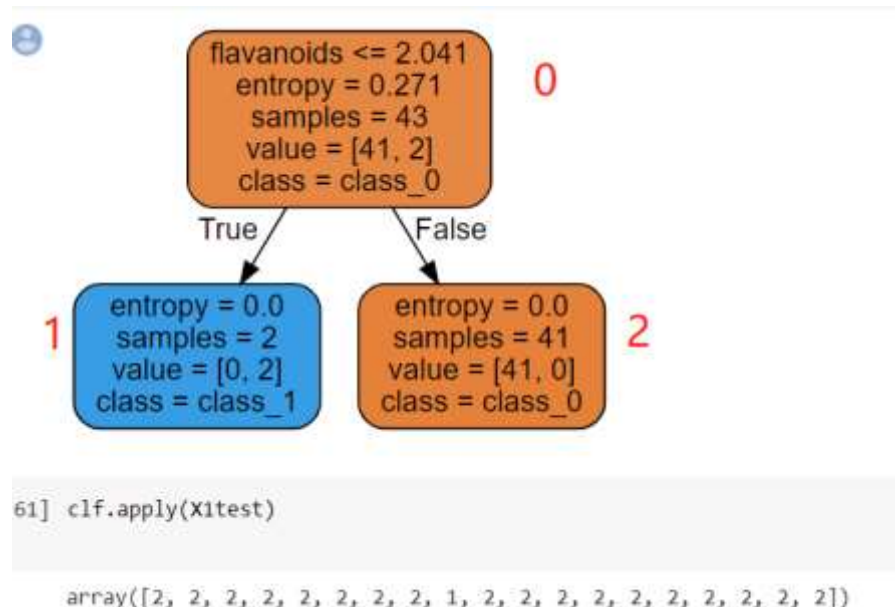 flavanoids <= 2.041
entropy = 0.271
samples = 43
value = [41, 2]
class = class_0
0
True
False
1
entropy = 0.0
samples = 2
value = [0, 2]
class = class_1
entropy = 0.0
samples = 41
value = [41, 0]
class = class_0
2
61] clf.apply(X1test)
array([2, 2, 2, 2, 2, 2, 2, 2, 1, 2, 2, 2, 2, 2, 2, 2, 2, 2, 2])